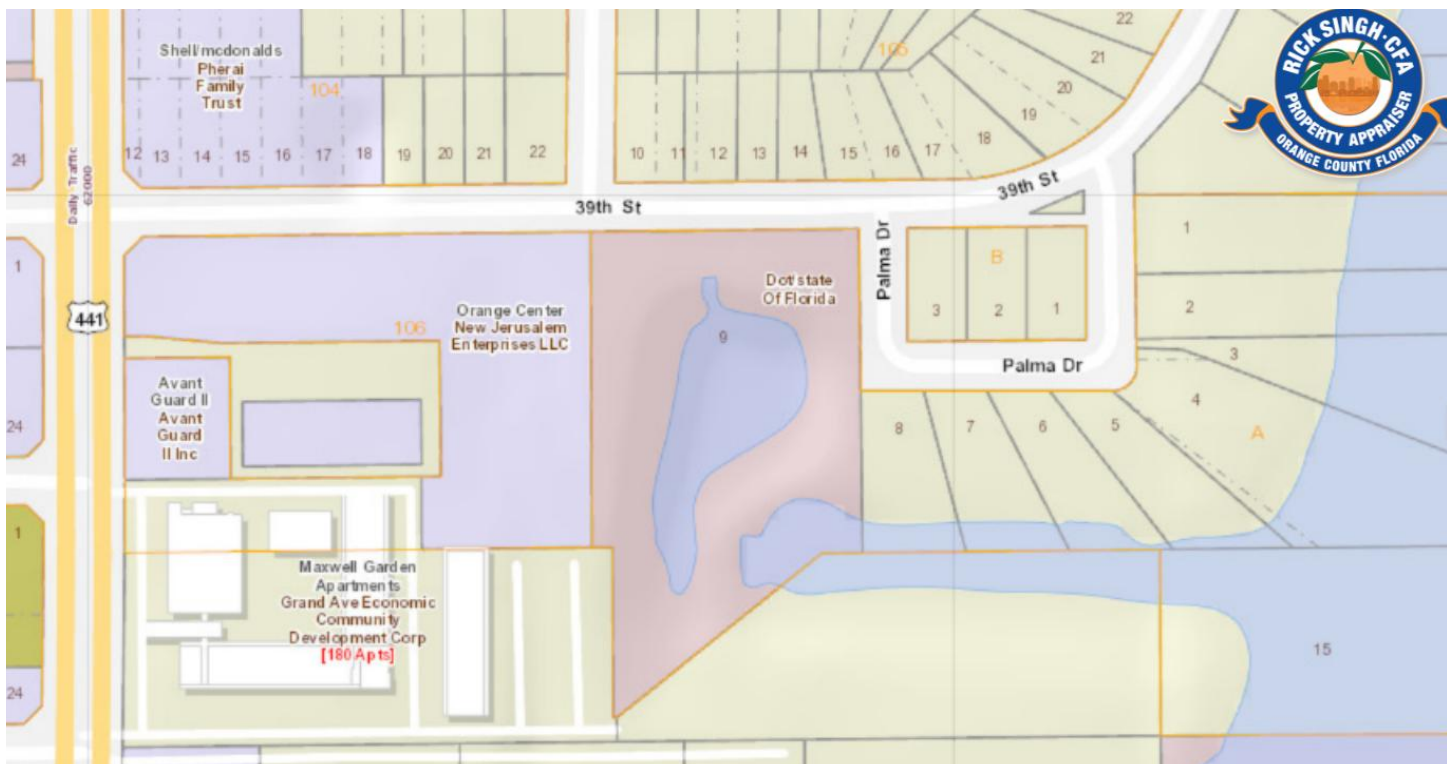 RICK SINGH, CFA
PROPERTY APPRAISER
ORANGE COUNTY FLORIDA
22
21
20
19
18
17
16
15
14
13
12
11
10
105
Shell/mcdonalds
Pherai
Family
Trust
104
12
13
14
15
16
17
18
19
20
21
22
24
Daily Traffic
62000
39th St
39th St
1
441
24
1
24
106
Orange Center
New Jerusalem
Enterprises LLC
Dot/state
Of Florida
9
Palma Dr
B
3
2
1
Palma Dr
1
2
3
4
A
5
6
7
8
15
Avant
Guard II
Avant
Guard
II Inc
Maxwell Garden
Apartments
Grand Ave Economic
Community
Development Corp
[180 Apts]